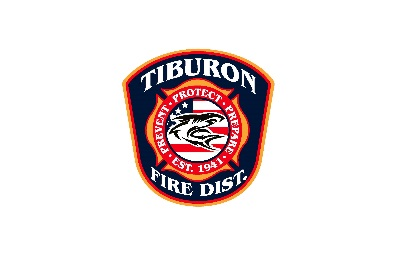 TIBURON
PREVENT · PROTECT · PREPARE
· EST. 1941 ·
FIRE DIST.